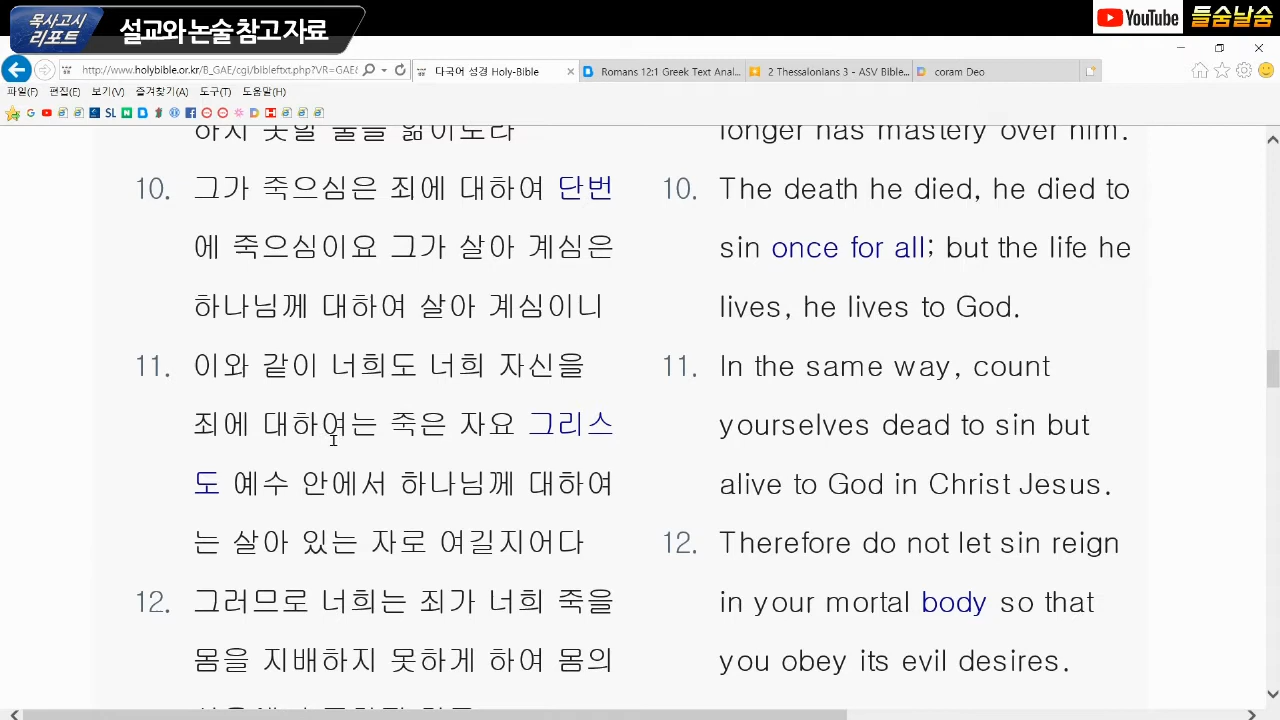 목사고시
리포트
설교와 논술 참고 자료
YouTube
들숨날숨
http://www.holybible.or.kr/B_GAE/cgi/bibleftxt.php?VR=GAE&
다국어 성경 Holy-Bible
Romans 12:1 Greek Text Anal...
2 Thessalonians 3 - ASV Bible...
coram Deo
파일(F) 편집(E) 보기(V) 즐겨찾기(A) 도구(T) 도움말(H)
하지 못할 줄을 앎이로라
longer has mastery over him.
10. 그가 죽으심은 죄에 대하여 단번
에 죽으심이요 그가 살아 계심은
하나님께 대하여 살아 계심이니
10. The death he died, he died to
sin once for all; but the life he
lives, he lives to God.
11. 이와 같이 너희도 너희 자신을
죄에 대하여는 죽은 자요 그리스
도 예수 안에서 하나님께 대하여
는 살아 있는 자로 여길지어다
11. In the same way, count
yourselves dead to sin but
alive to God in Christ Jesus.
12. 그러므로 너희는 죄가 너희 죽을
몸을 지배하지 못하게 하여 몸의
12. Therefore do not let sin reign
in your mortal body so that
you obey its evil desires.